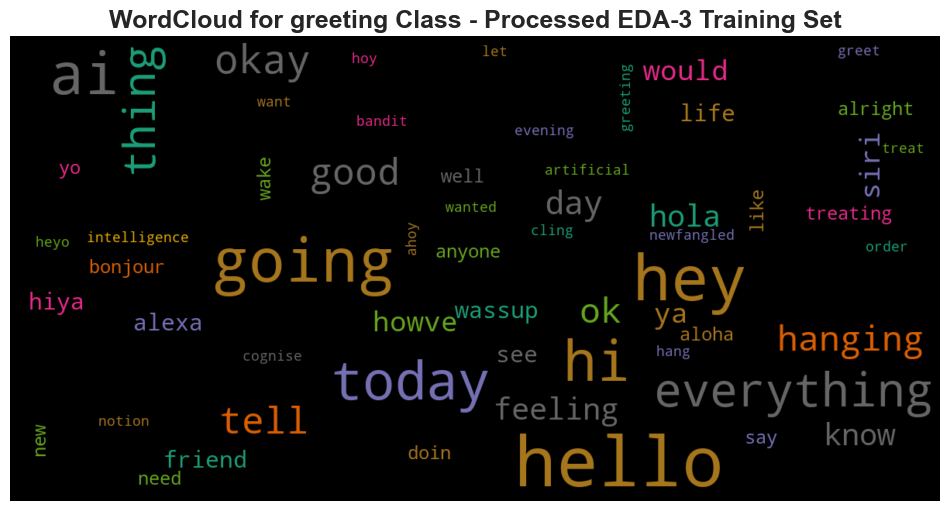 WordCloud for greeting Class - Processed EDA-3 Training Set
ai
thing
okay
hoy
let
greeting
would
greet
want
bandit
evening
life
alright
yo
wake
good
well
artificial
siri
treat
wanted
day
hola
like
treating
heyo
intelligence
ahoy
cling
newfangled
order
bonjour
going
anyone
hey
hiya
alexa
howve
wassup
ok
ya
aloha
hanging
cognise
see
hi
hang
today
everything
notion
tell
feeling
say
know
new
friend
need
doin
hello